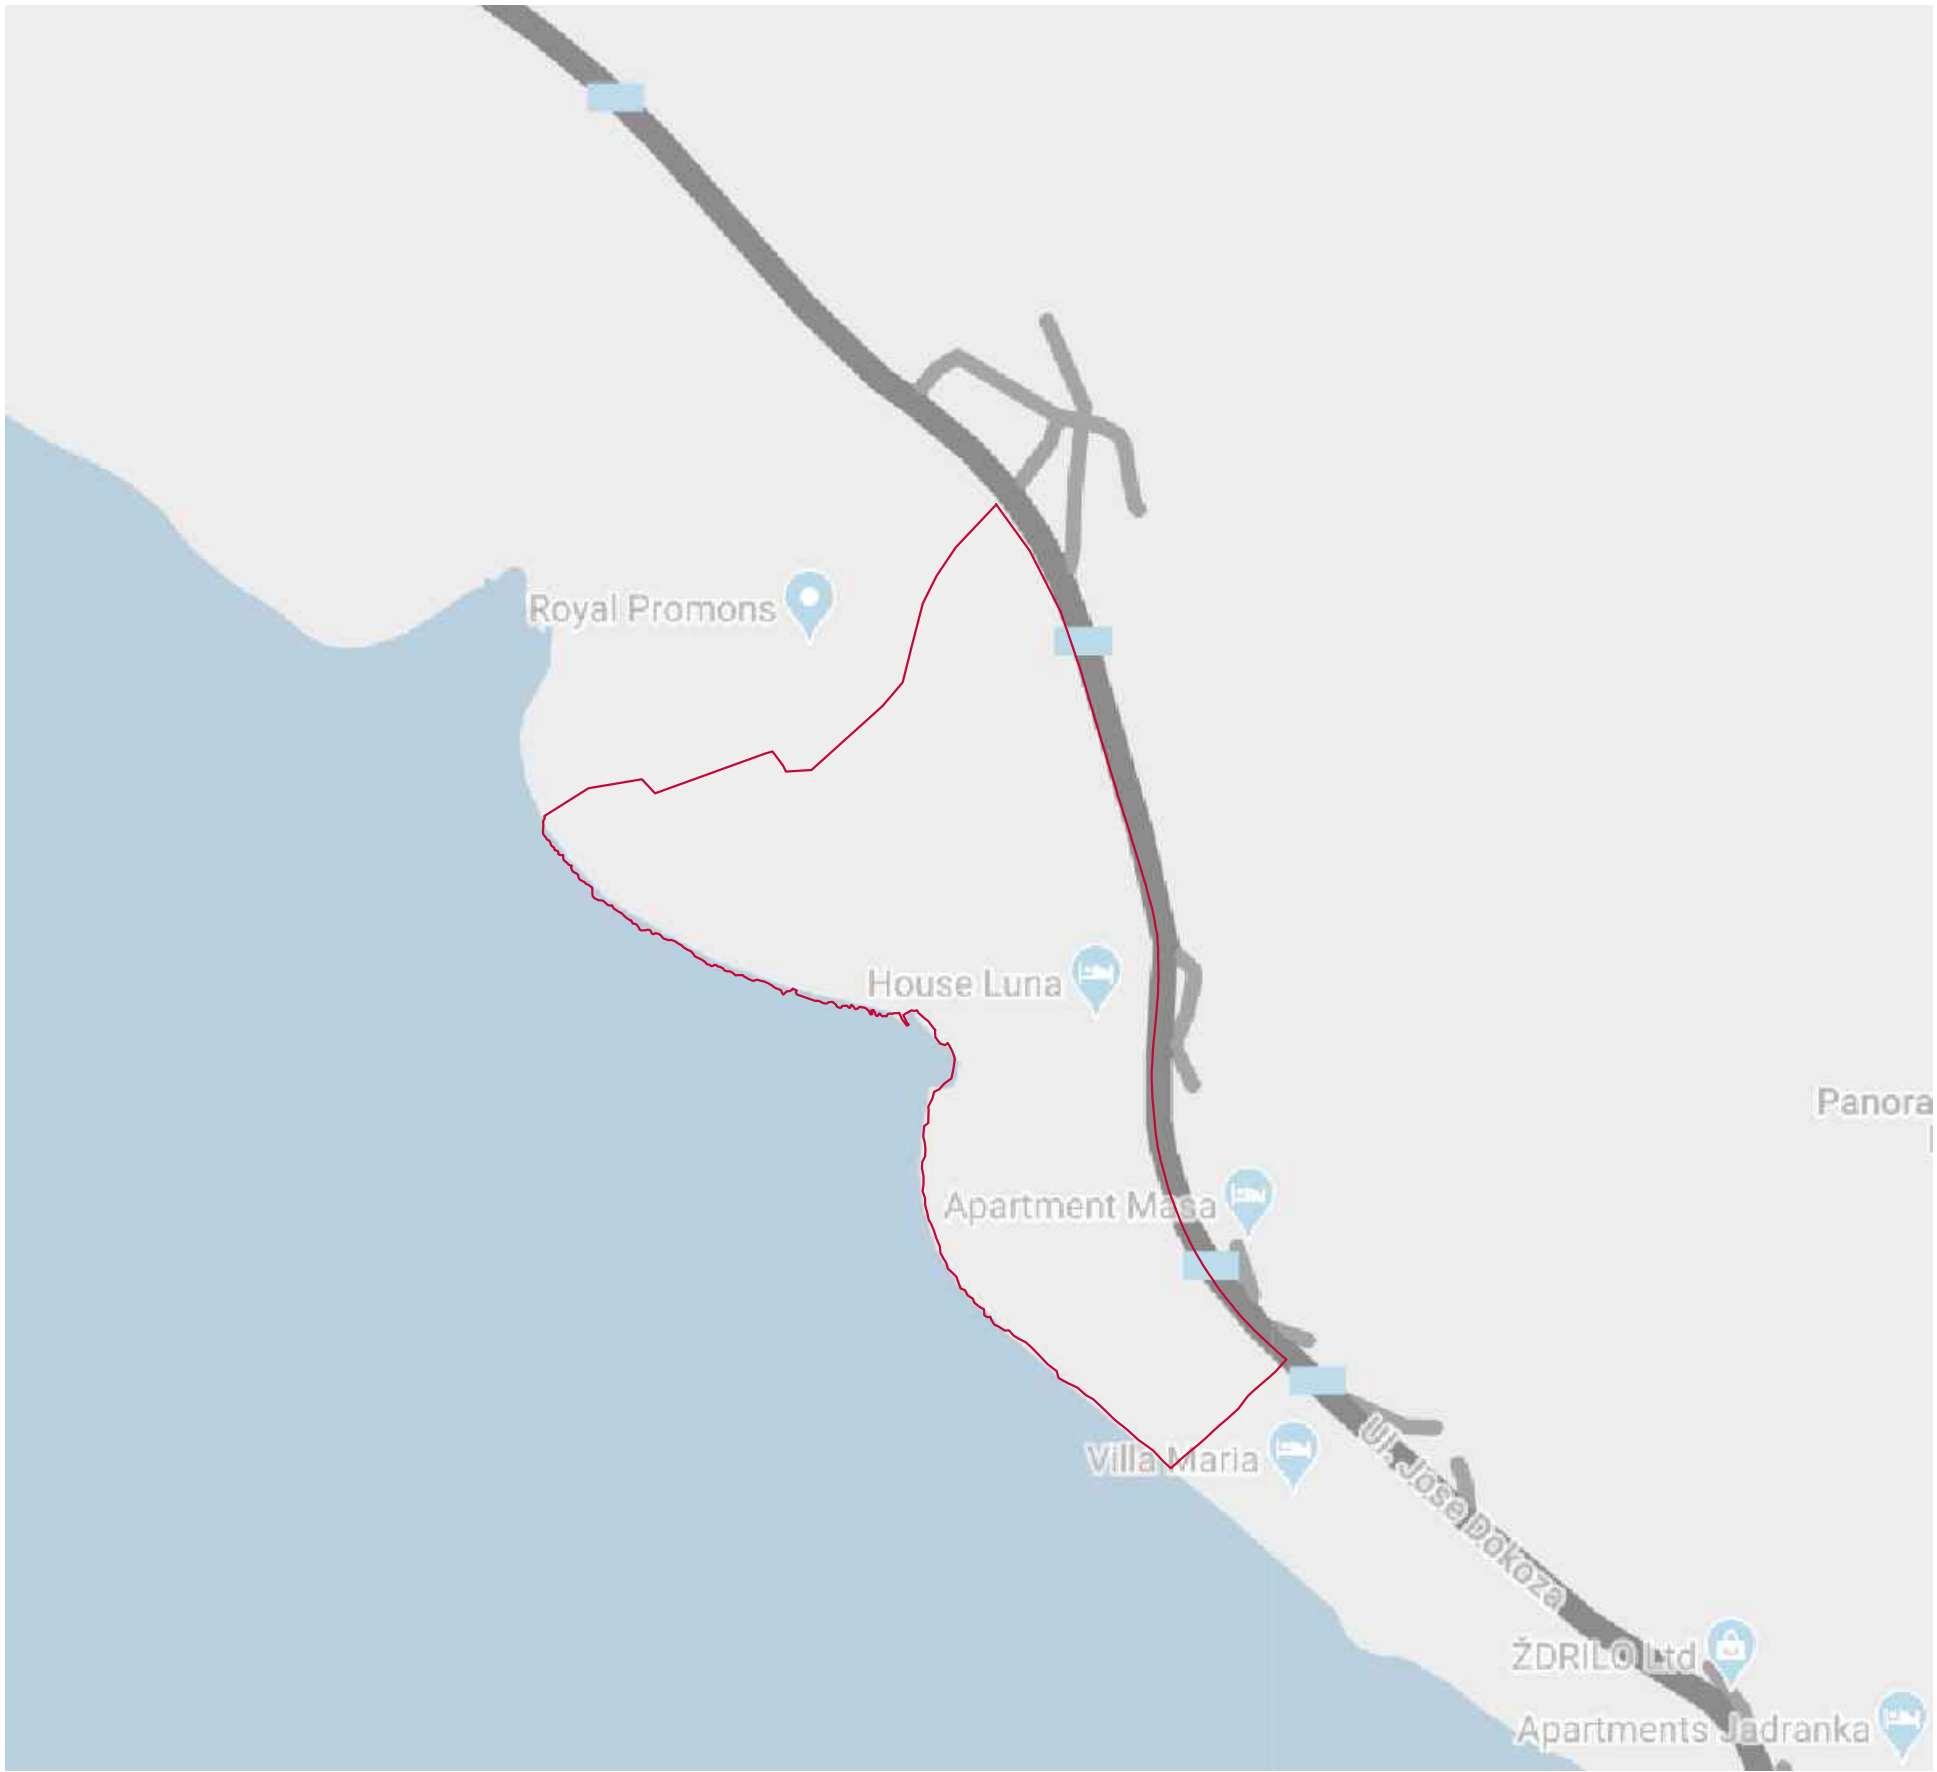 Royal Promons
House Luna
Panora
Apartment Masa
Villa Maria
Ul. Jose Dokoza
ŽDRILO Ltd
Apartments Jadranka